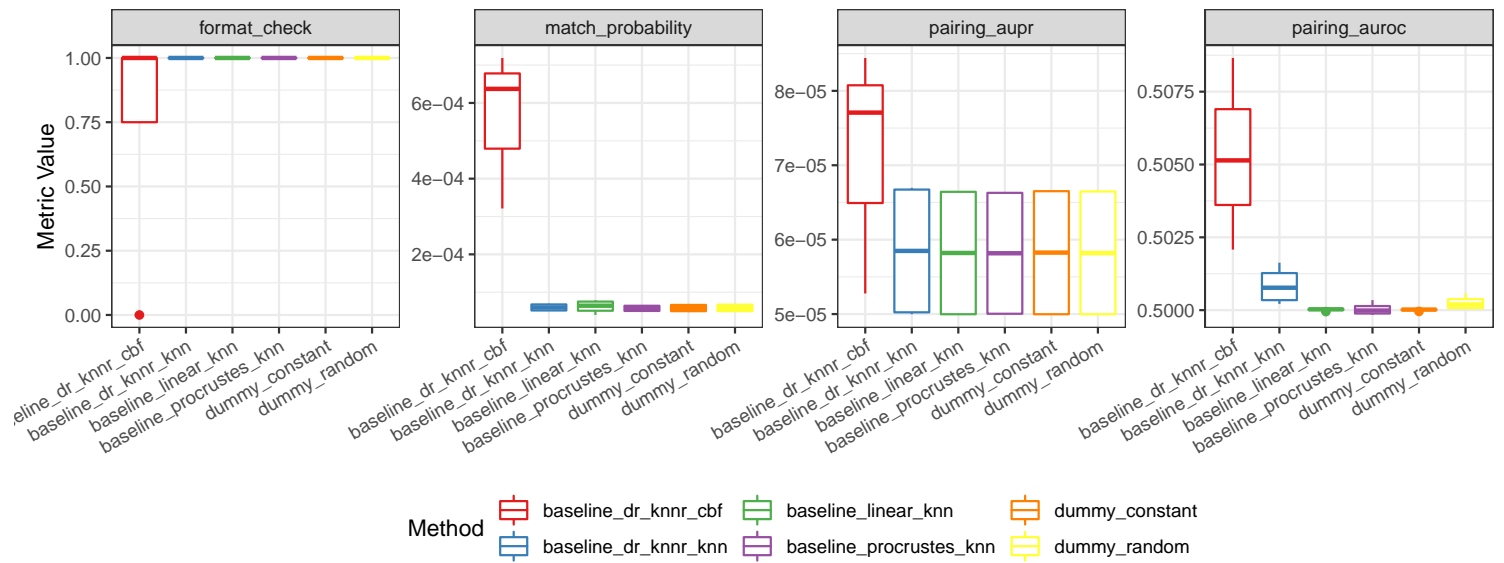 format_check match_probability pairing_aupr pairing_auroc
Metric Value
1.00
0.75
0.50
0.25
0.00
6e−04
4e−04
2e−04
8e−05
7e−05
6e−05
5e−05
0.5075
0.5050
0.5025
0.5000
eline_dr_knnr_cbf
baseline_dr_knnr_knn
baseline_linear_knn
baseline_procrustes_knn
dummy_constant
dummy_random
baseline_dr_knnr_cbf
baseline_dr_knnr_knn
baseline_linear_knn
baseline_procrustes_knn
dummy_constant
dummy_random
baseline_dr_knnr_cbf
baseline_dr_knnr_knn
baseline_linear_knn
baseline_procrustes_knn
dummy_constant
dummy_random
baseline_dr_knnr_cbf
baseline_dr_knnr_knn
baseline_linear_knn
baseline_procrustes_knn
dummy_constant
dummy_random
Method
baseline_dr_knnr_cbf baseline_linear_knn dummy_constant
baseline_dr_knnr_knn baseline_procrustes_knn dummy_random